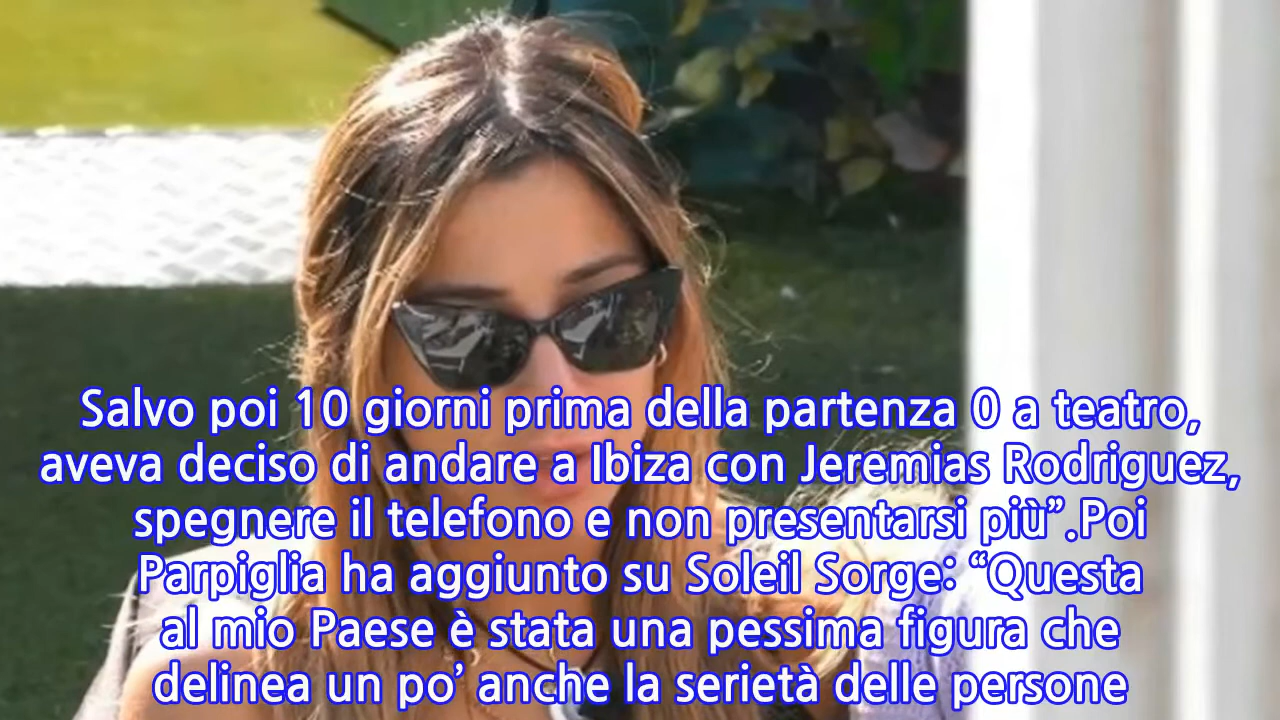 Salvo poi 10 giorni prima della partenza 0 a teatro,
aveva deciso di andare a Ibiza con Jeremias Rodriguez,
spegnere il telefono e non presentarsi più”.Poi
Parpiglia ha aggiunto su Soleil Sorge: “Questa
al mio Paese è stata una pessima figura che
delinea un po’ anche la serietà delle persone